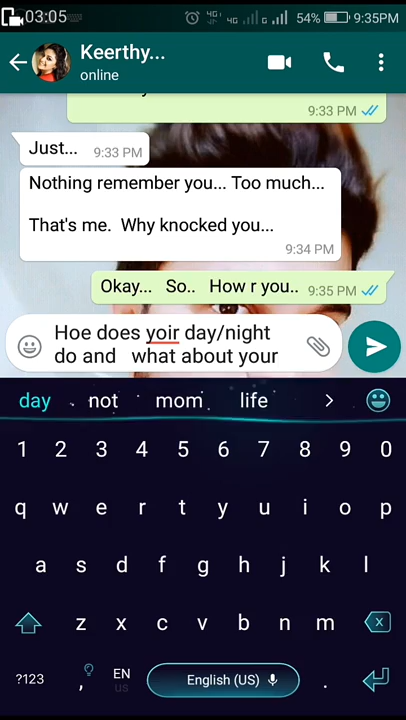 03:05
4G 4G G 54% 9:35PM
Keerthy...
online
9:33 PM
Just... 9:33 PM
Nothing remember you... Too much...
That's me. Why knocked you...
9:34 PM
Okay... So.. How r you.. 9:35 PM
Hoe does yoir day/night
do and what about your
day not mom life
1 2 3 4 5 6 7 8 9 0
q w e r t y u i o p
a s d f g h j k l
z x c v b n m
?123 , EN us English (US) .